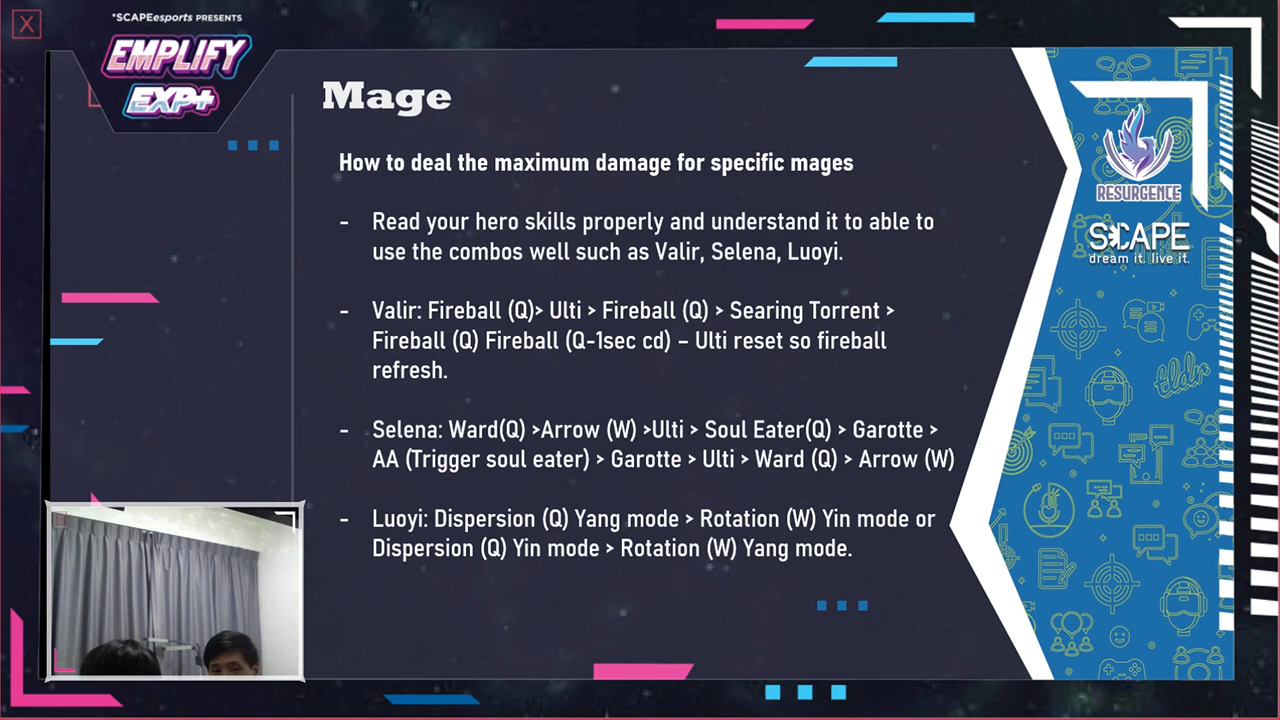 X
*SCAPEesports PRESENTS
EMPLIFY
EXP+
Mage
How to deal the maximum damage for specific mages
- Read your hero skills properly and understand it to able to
use the combos well such as Valir, Selena, Luoyi.
- Valir: Fireball (Q)> Ulti > Fireball (Q) > Searing Torrent >
Fireball (Q) Fireball (Q-1sec cd) – Ulti reset so fireball
refresh.
- Selena: Ward(Q) >Arrow (W) >Ulti > Soul Eater(Q) > Garotte >
AA (Trigger soul eater) > Garotte > Ulti > Ward (Q) > Arrow (W)
- Luoyi: Dispersion (Q) Yang mode > Rotation (W) Yin mode or
Dispersion (Q) Yin mode > Rotation (W) Yang mode.
RESURGENCE
S*CAPE
dream it. live it.
tldr